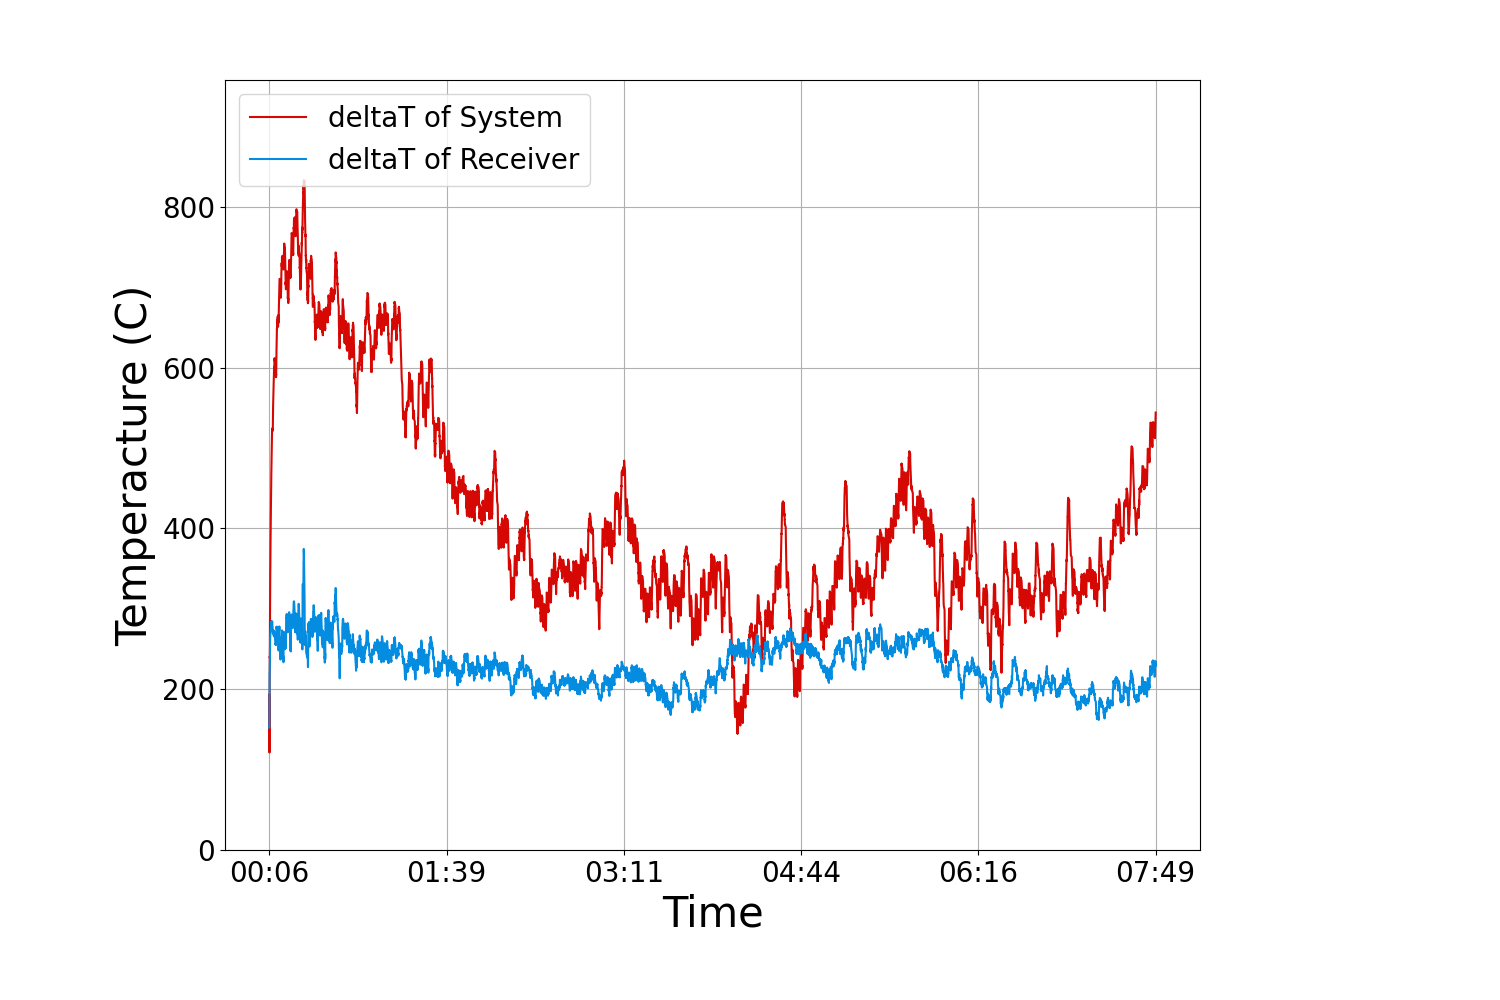 deltaT of System
deltaT of Receiver
Temperacture (C)
800
600
400
200
0
00:06 01:39 03:11 04:44 06:16 07:49
Time